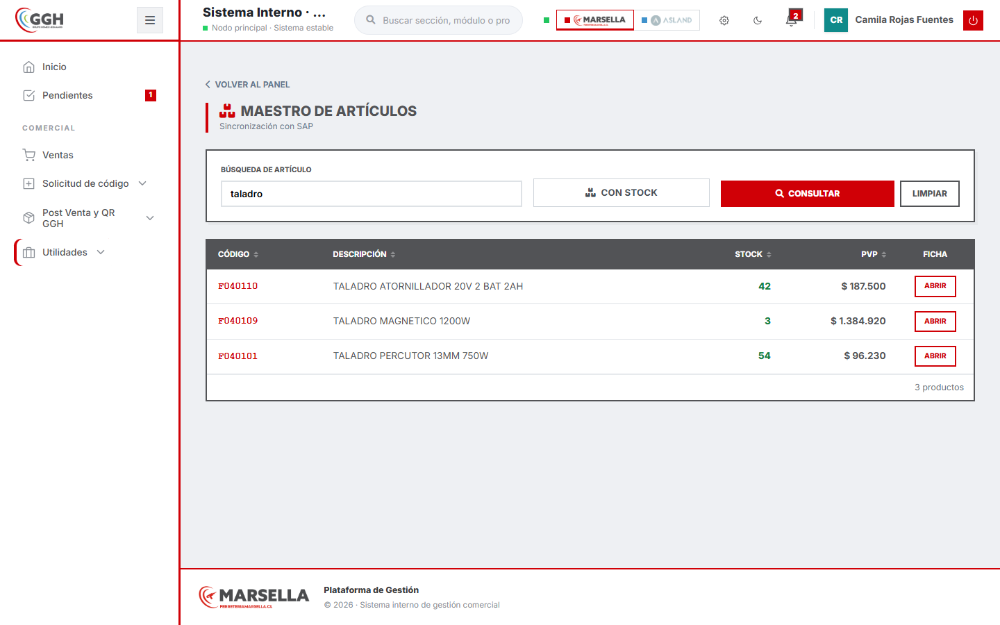 GGH
Sistema Interno · ...
Nodo principal · Sistema estable
Buscar sección, módulo o pro
MARSELLA
FERRETERIAMARSELLA.CL
ASLAND
2
CR
Camila Rojas Fuentes
Inicio
Pendientes
1
COMERCIAL
Ventas
Solicitud de código
Post Venta y QR
GGH
Utilidades
VOLVER AL PANEL
MAESTRO DE ARTÍCULOS
Sincronización con SAP
BÚSQUEDA DE ARTÍCULO
taladro
CON STOCK
CONSULTAR
LIMPIAR
CÓDIGO DESCRIPCIÓN STOCK PVP FICHA
F040110 TALADRO ATORNILLADOR 20V 2 BAT 2AH 42 $ 187.500 ABRIR
F040109 TALADRO MAGNETICO 1200W 3 $ 1.384.920 ABRIR
F040101 TALADRO PERCUTOR 13MM 750W 54 $ 96.230 ABRIR
3 productos
MARSELLA
FERRETERIAMARSELLA.CL
Plataforma de Gestión
© 2026 · Sistema interno de gestión comercial